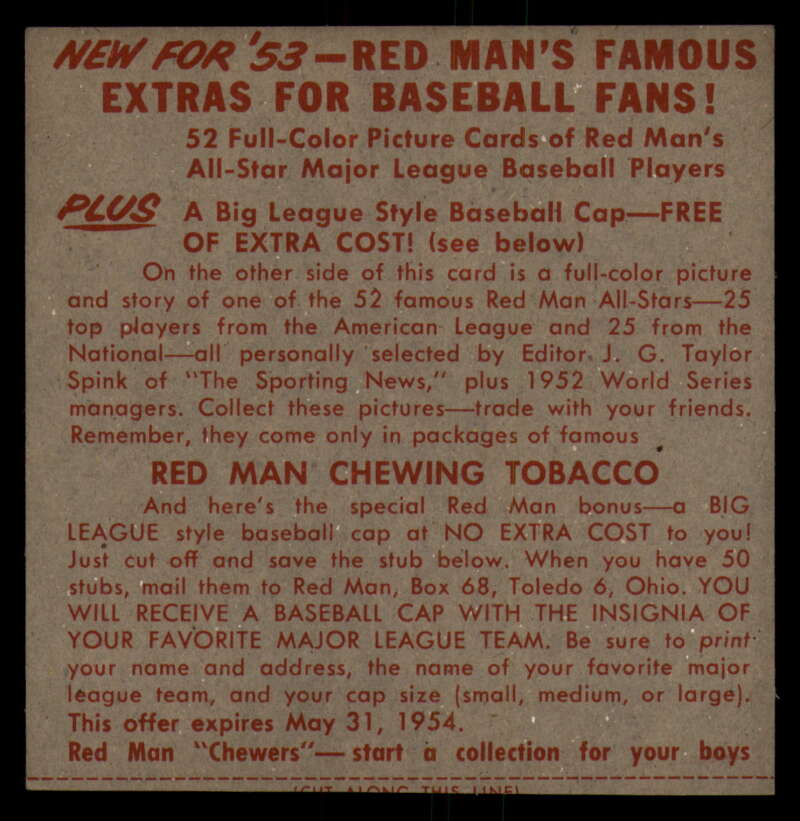 NEW FOR '53—RED MAN'S FAMOUS
EXTRAS FOR BASEBALL FANS!
52 Full-Color Picture Cards of Red Man's
All-Star Major League Baseball Players
PLUS A Big League Style Baseball Cap—FREE
OF EXTRA COST! (see below)
On the other side of this card is a full-color picture
and story of one of the 52 famous Red Man All-Stars—25
top players from the American League and 25 from the
National—all personally selected by Editor J. G. Taylor
Spink of "The Sporting News," plus 1952 World Series
managers. Collect these pictures—trade with your friends.
Remember, they come only in packages of famous
RED MAN CHEWING TOBACCO
And here's the special Red Man bonus—a BIG
LEAGUE style baseball cap at NO EXTRA COST to you!
Just cut off and save the stub below. When you have 50
stubs, mail them to Red Man, Box 68, Toledo 6, Ohio. YOU
WILL RECEIVE A BASEBALL CAP WITH THE INSIGNIA OF
YOUR FAVORITE MAJOR LEAGUE TEAM. Be sure to print
your name and address, the name of your favorite major
league team, and your cap size (small, medium, or large).
This offer expires May 31, 1954.
Red Man "Chewers"—start a collection for your boys
(CUT ALONG THIS LINE)